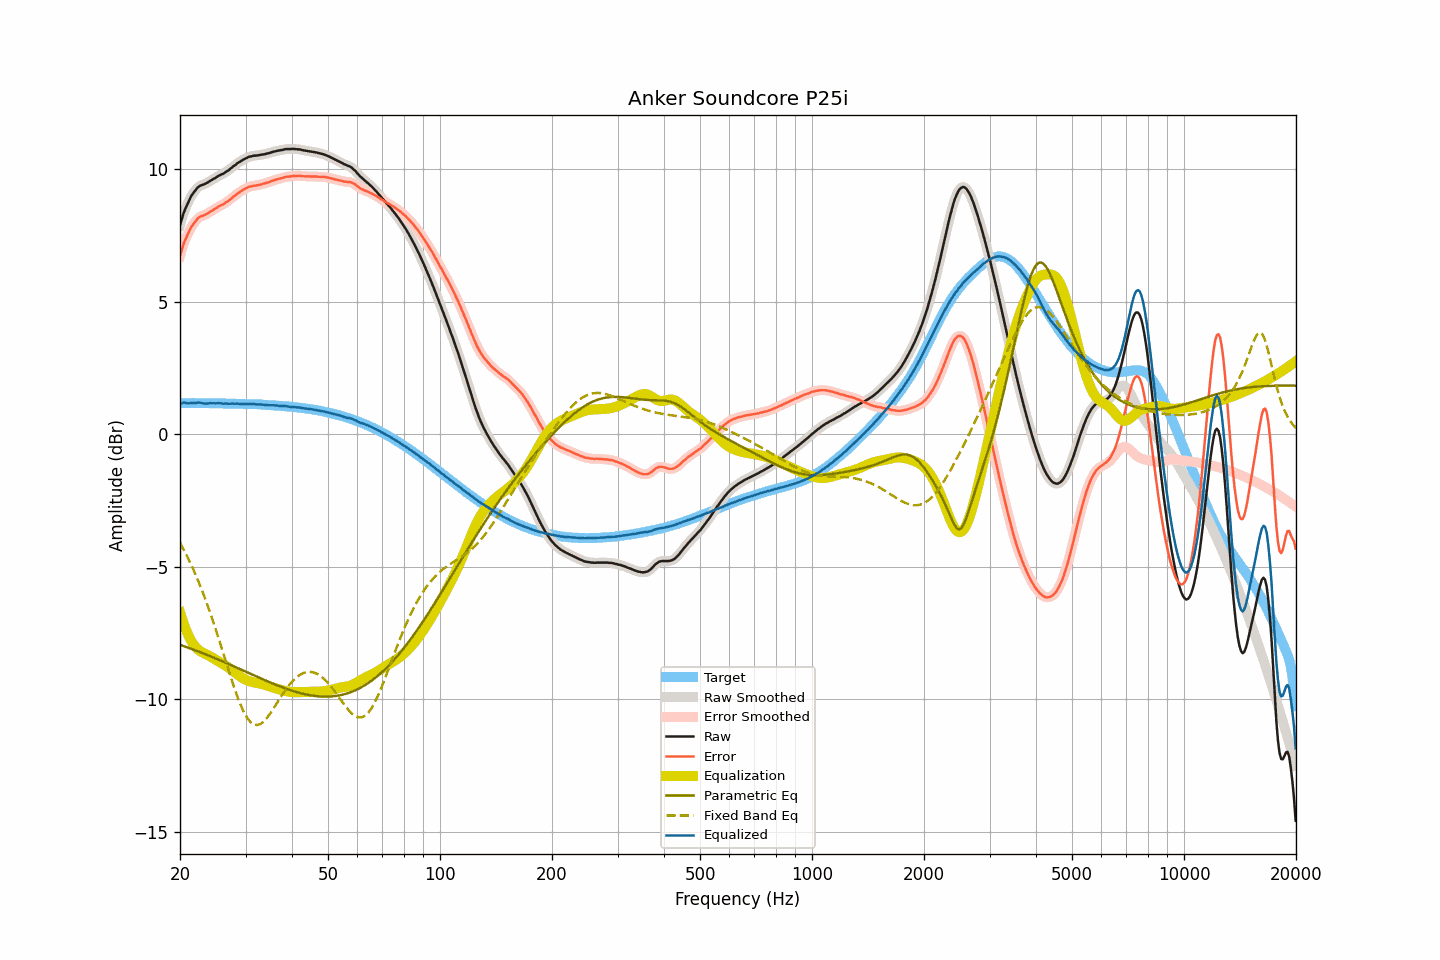 Anker Soundcore P25i
Amplitude (dBr)
10
5
0
−5
−10
−15
Target
Raw Smoothed
Error Smoothed
Raw
Error
Equalization
Parametric Eq
Fixed Band Eq
Equalized
20 50 100 200 500 1000 2000 5000 10000 20000
Frequency (Hz)